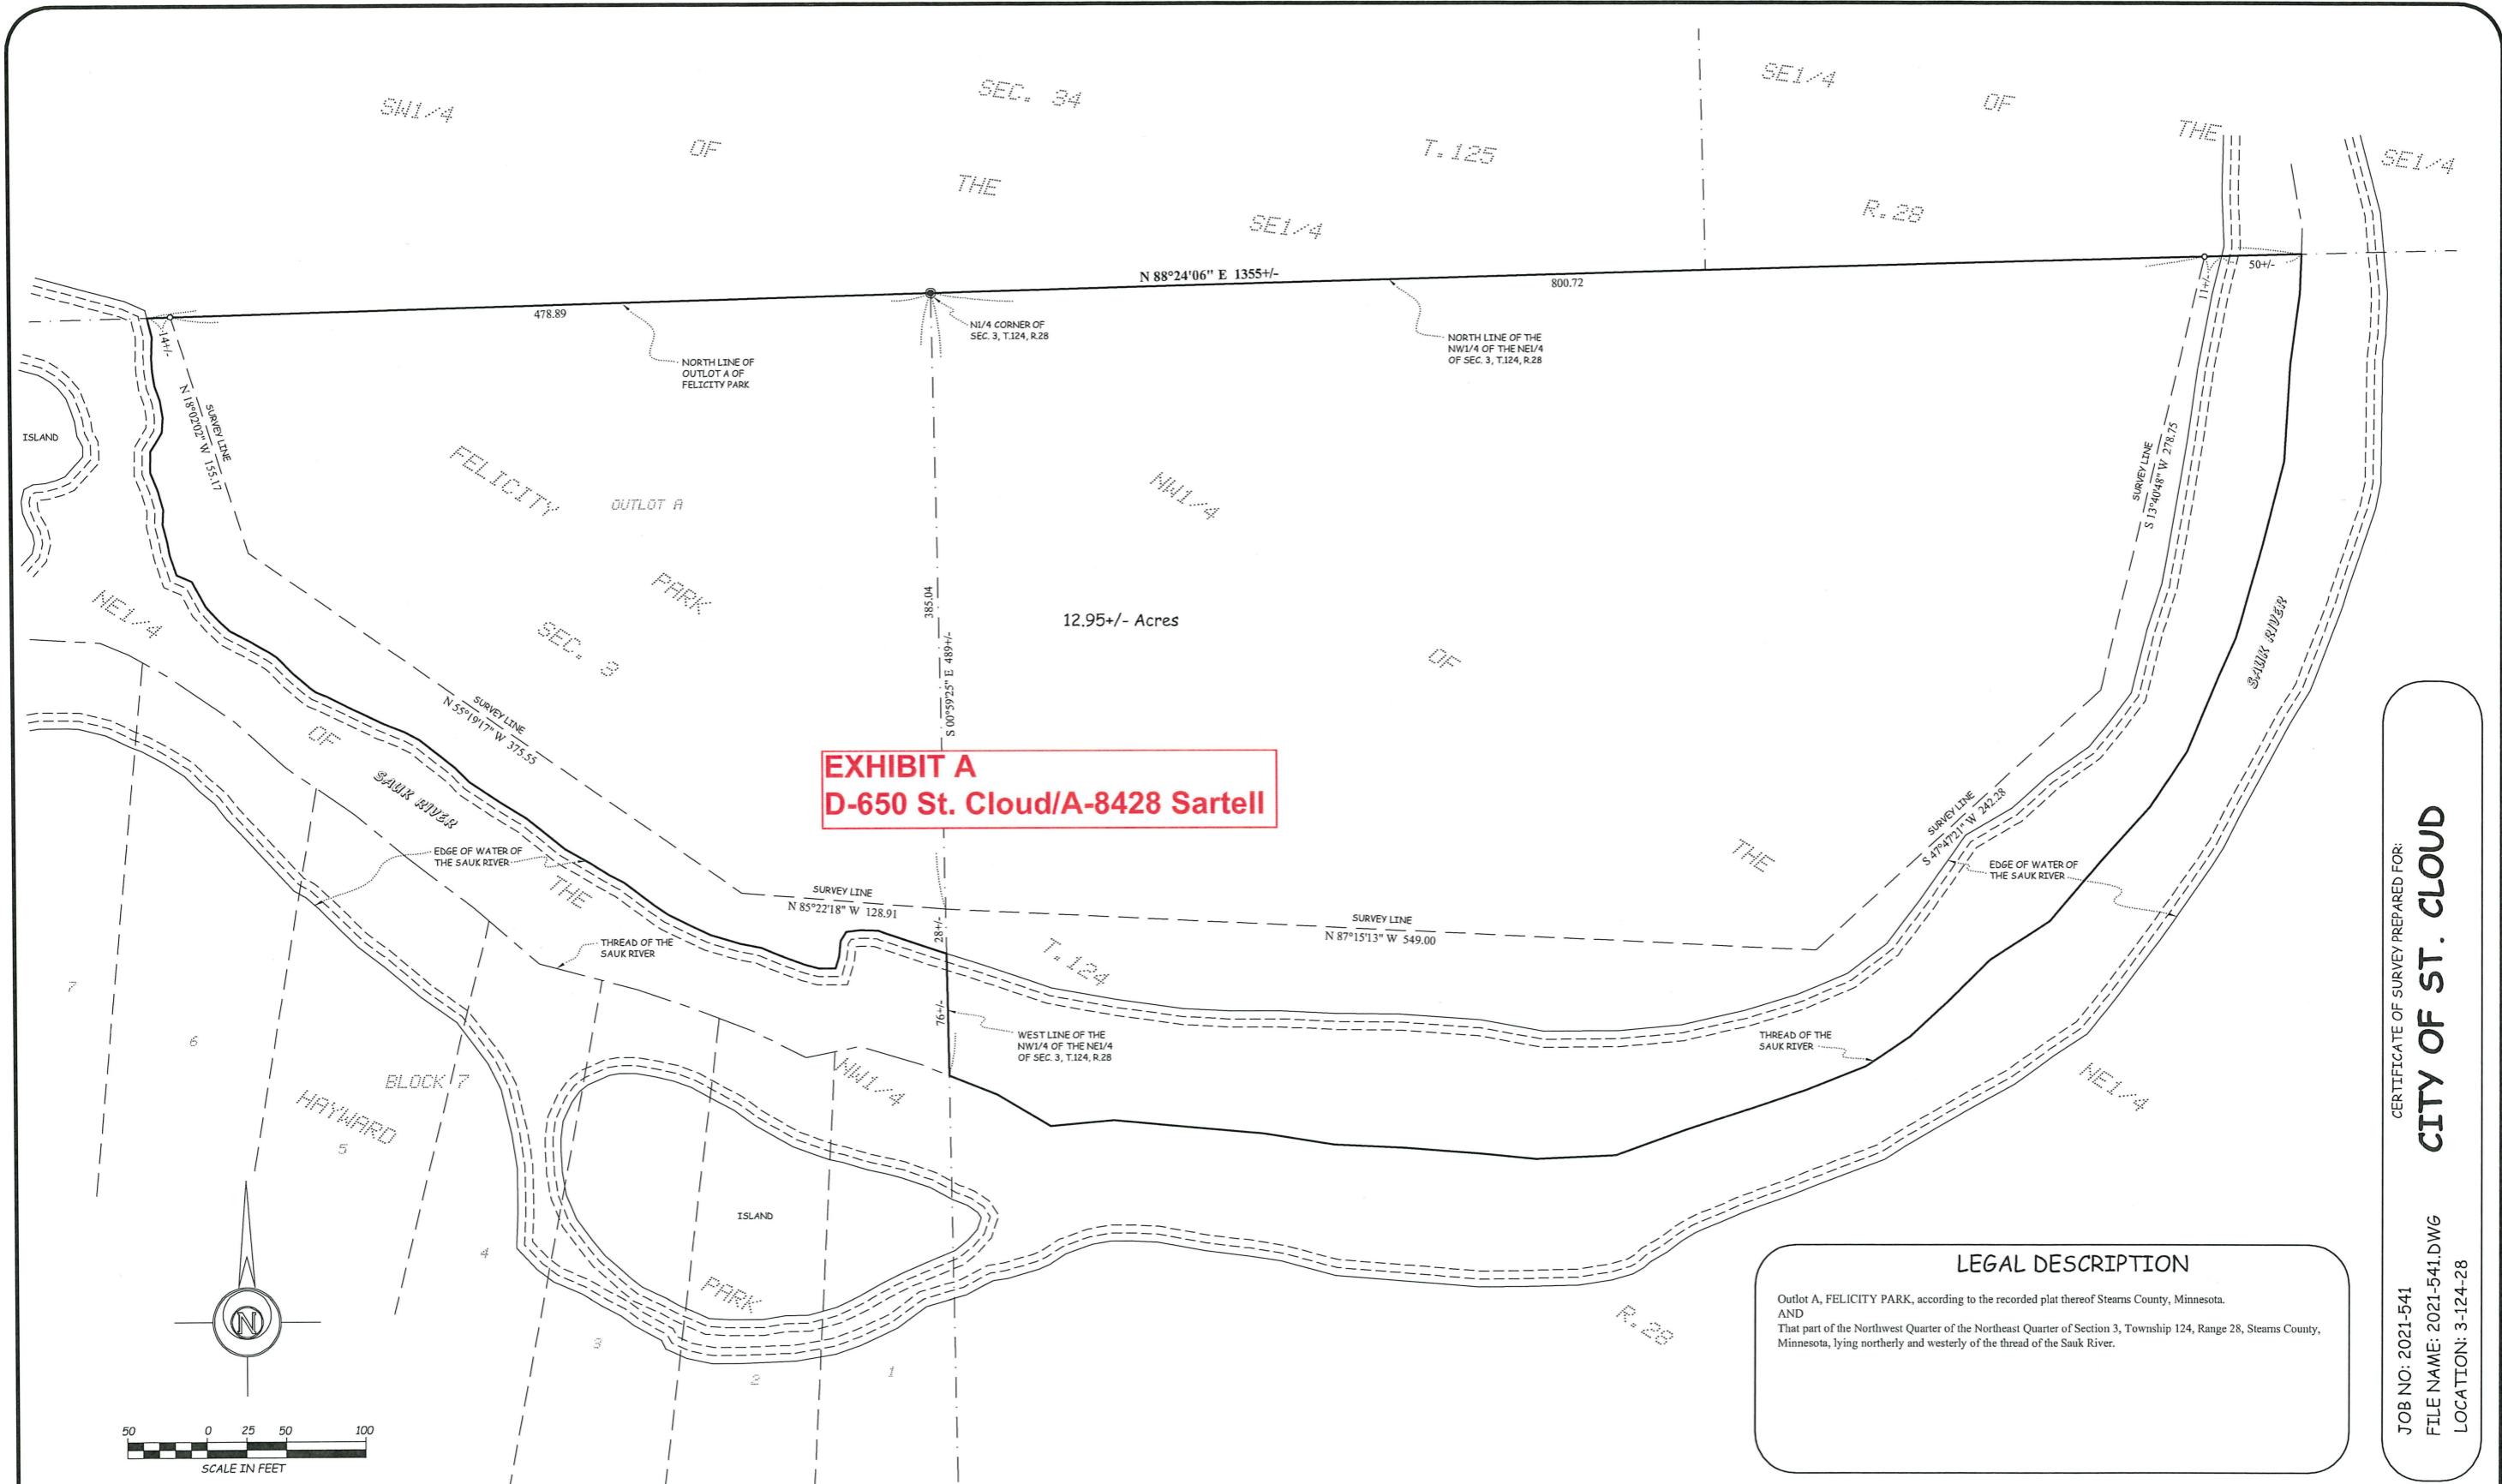 SW1/4
OF
THE
SE1/4
SEC. 34
T.125
R.28
SE1/4
OF
THE
SE1/4
N 88°24'06" E 1355+/-
478.89
800.72
11+/-
50+/-
14+/-
N1/4 CORNER OF
SEC. 3, T.124, R.28
NORTH LINE OF
OUTLOT A OF
FELICITY PARK
NORTH LINE OF THE
NW1/4 OF THE NE1/4
OF SEC. 3, T.124, R.28
SURVEY LINE
N 18°02'02" W 155.17
ISLAND
FELICITY
OUTLOT A
PARK
SEC. 3
NW1/4
OF
THE
NE1/4
SURVEY LINE
S 13°40'48" W 278.75
NE1/4
OF
THE
NW1/4
385.04
S 00°59'25" E 489+/-
12.95+/- Acres
SAUK RIVER
SURVEY LINE
N 55°19'17" W 375.55
SAUK RIVER
EXHIBIT A
D-650 St. Cloud/A-8428 Sartell
EDGE OF WATER OF
THE SAUK RIVER
SURVEY LINE
S 47°47'21" W 242.28
EDGE OF WATER OF
THE SAUK RIVER
SURVEY LINE
N 85°22'18" W 128.91
SURVEY LINE
N 87°15'13" W 549.00
28+/-
76+/-
THREAD OF THE
SAUK RIVER
T.124
R.28
WEST LINE OF THE
NW1/4 OF THE NE1/4
OF SEC. 3, T.124, R.28
THREAD OF THE
SAUK RIVER
7
6
BLOCK 7
HAYWARD
5
4
ISLAND
PARK
3
2
1
N
50 0 25 50 100
SCALE IN FEET
LEGAL DESCRIPTION
Outlot A, FELICITY PARK, according to the recorded plat thereof Stearns County, Minnesota.
AND
That part of the Northwest Quarter of the Northeast Quarter of Section 3, Township 124, Range 28, Stearns County,
Minnesota, lying northerly and westerly of the thread of the Sauk River.
CERTIFICATE OF SURVEY PREPARED FOR:
CITY OF ST. CLOUD
JOB NO: 2021-541
FILE NAME: 2021-541.DWG
LOCATION: 3-124-28